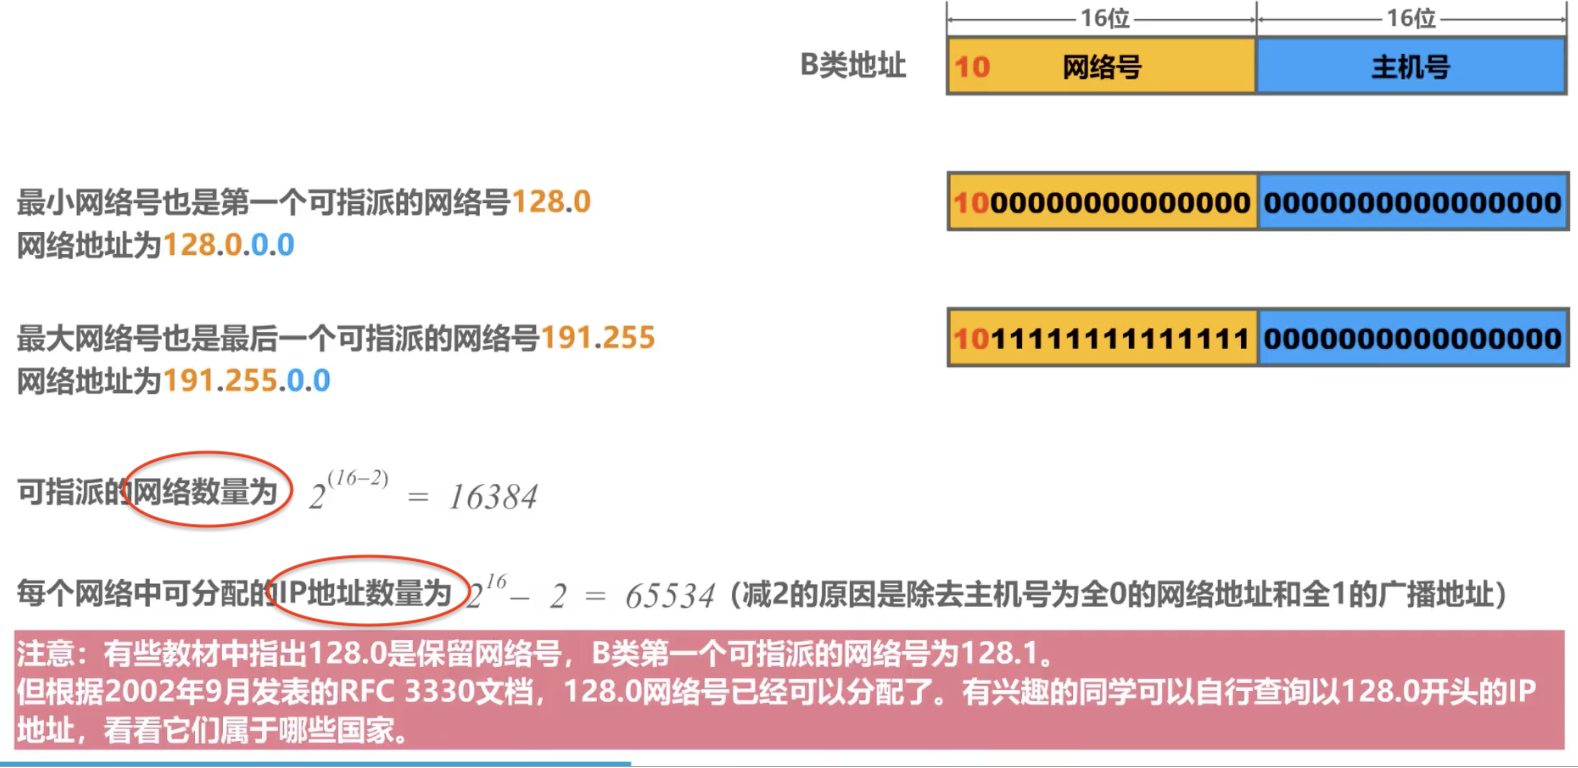 16位 16位
B类地址 10 网络号 主机号
最小网络号也是第一个可指派的网络号128.0
网络地址为128.0.0.0
1000000000000000 0000000000000000
最大网络号也是最后一个可指派的网络号191.255
网络地址为191.255.0.0
1011111111111111 0000000000000000
可指派的网络数量为 2^(16-2) = 16384
每个网络中可分配的IP地址数量为 2^16 - 2 = 65534（减2的原因是除去主机号为全0的网络地址和全1的广播地址）
注意：有些教材中指出128.0是保留网络号，B类第一个可指派的网络号为128.1。
但根据2002年9月发表的RFC 3330文档，128.0网络号已经可以分配了。有兴趣的同学可以自行查询以128.0开头的IP
地址，看看它们属于哪些国家。